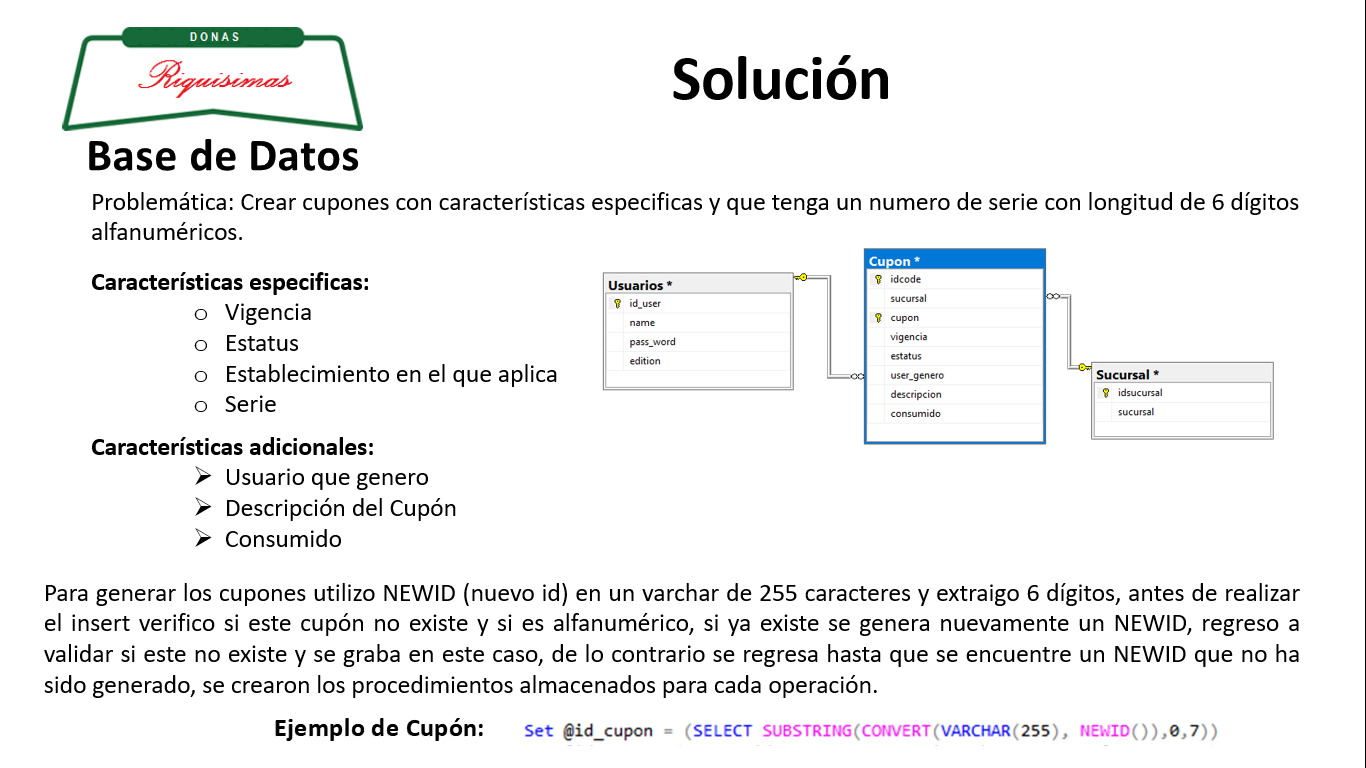 DONAS
Riquisimas
Solución
Base de Datos
Problemática: Crear cupones con características especificas y que tenga un numero de serie con longitud de 6 dígitos
alfanuméricos.
Características especificas:
o Vigencia
o Estatus
o Establecimiento en el que aplica
o Serie
Características adicionales:
➢ Usuario que genero
➢ Descripción del Cupón
➢ Consumido
Usuarios *
id_user
name
pass_word
edition
Cupon *
idcode
sucursal
cupon
vigencia
estatus
user_genero
descripcion
consumido
Sucursal *
idsucursal
sucursal
Para generar los cupones utilizo NEWID (nuevo id) en un varchar de 255 caracteres y extraigo 6 dígitos, antes de realizar
el insert verifico si este cupón no existe y si es alfanumérico, si ya existe se genera nuevamente un NEWID, regreso a
validar si este no existe y se graba en este caso, de lo contrario se regresa hasta que se encuentre un NEWID que no ha
sido generado, se crearon los procedimientos almacenados para cada operación.
Ejemplo de Cupón:
Set @id_cupon = (SELECT SUBSTRING(CONVERT(VARCHAR(255), NEWID()),0,7))